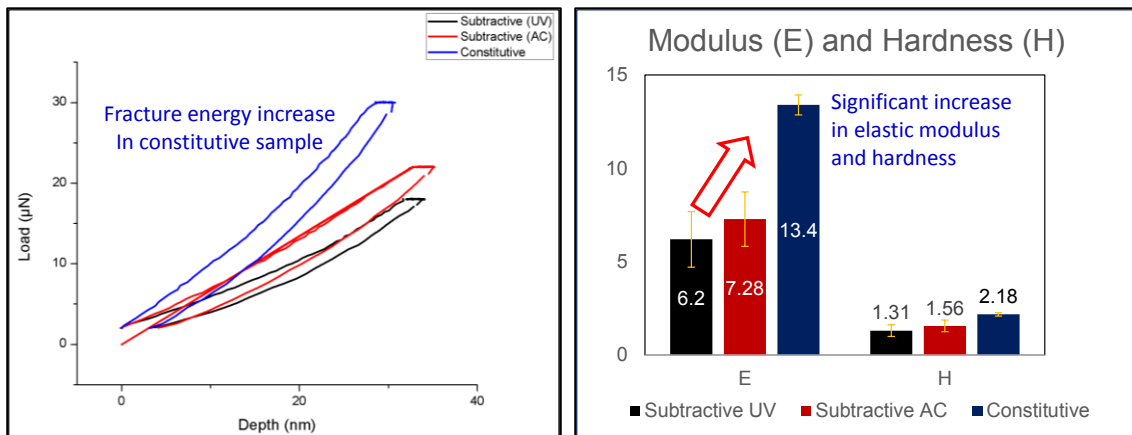 Subtractive (UV)
Subtractive (AC)
Constitutive
Fracture energy increase
In constitutive sample
30
20
10
0
Load (µN)
0
20
40
Depth (nm)
Modulus (E) and Hardness (H)
15
10
5
0
Significant increase
in elastic modulus
and hardness
6.2
7.28
13.4
1.31
1.56
2.18
E
H
Subtractive UV
Subtractive AC
Constitutive